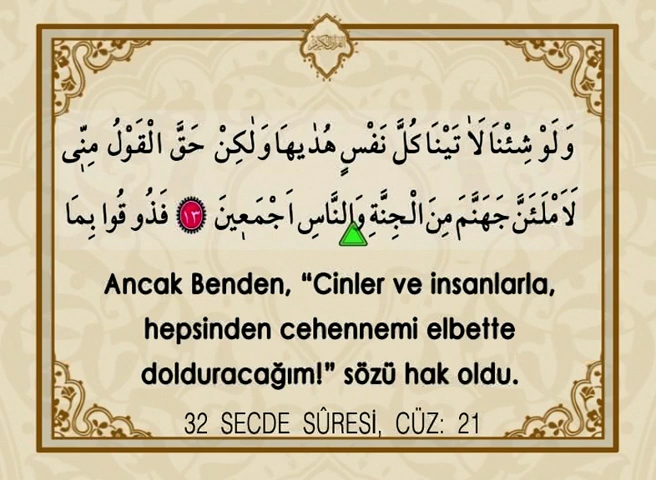 وَلَوْ شِئْنَا لَاٰتَيْنَا كُلَّ نَفْسٍ هُدٰيهَا وَلٰكِنْ حَقَّ الْقَوْلُ مِنّ۪ى
لَاَمْلَـَٔنَّ جَهَنَّمَ مِنَ الْجِنَّةِ وَالنَّاسِ اَجْمَع۪ينَ ١٣ فَذُوقُوا بِمَا
Ancak Benden, “Cinler ve insanlarla,
hepsinden cehennemi elbette
dolduracağım!” sözü hak oldu.
32 SECDE SÛRESİ, CÜZ: 21